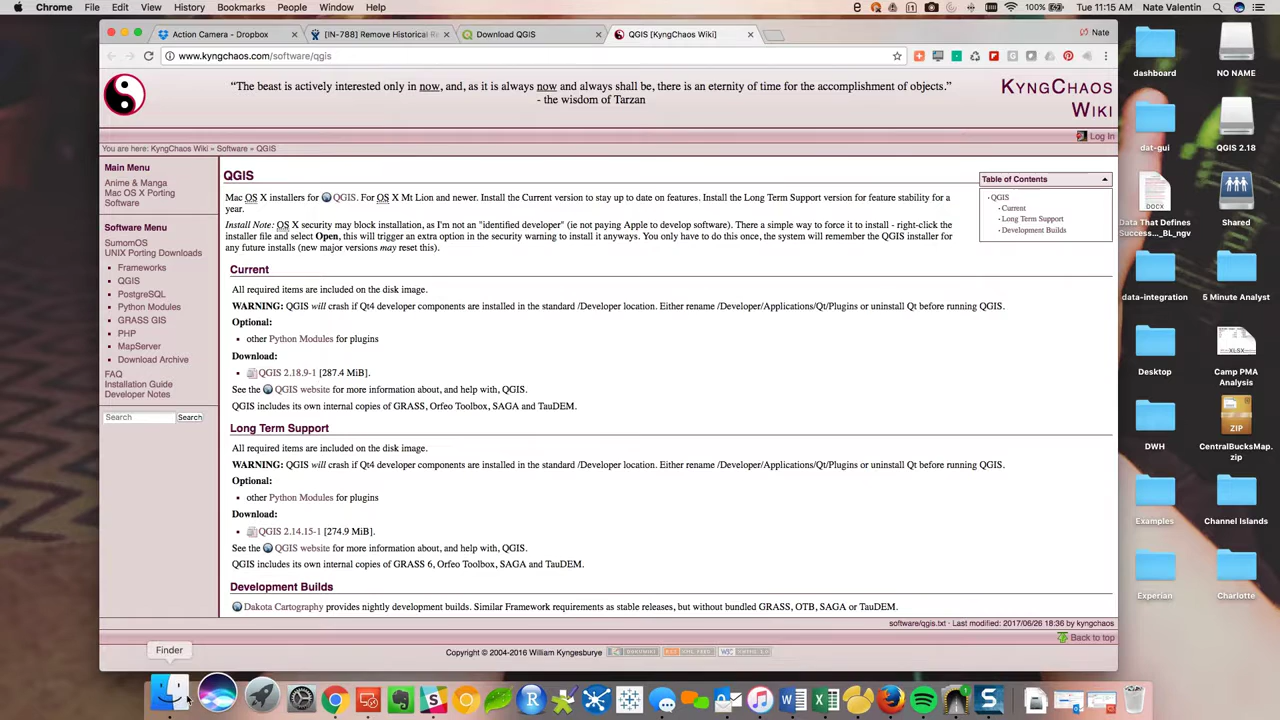 Chrome File Edit View History Bookmarks People Window Help
100% 11:15 AM Nate Valentin
Action Camera - Dropbox
[IN-788] Remove Historical R
Download QGIS
QGIS [KyngChaos Wiki]
Nate
www.kyngchaos.com/software/qgis
“The beast is actively interested only in now, and, as it is always now and always shall be, there is an eternity of time for the accomplishment of objects.”
- the wisdom of Tarzan
KyngChaos
Wiki
Log In
You are here: KyngChaos Wiki » Software » QGIS
Main Menu
Anime & Manga
Mac OS X Porting
Software
Software Menu
SumomOS
UNIX Porting Downloads
Frameworks
QGIS
PostgreSQL
Python Modules
GRASS GIS
PHP
MapServer
Download Archive
FAQ
Installation Guide
Developer Notes
Search Search
QGIS
Mac OS X installers for QGIS. For OS X Mt Lion and newer. Install the Current version to stay up to date on features. Install the Long Term Support version for feature stability for a
year.
Install Note: OS X security may block installation, as I'm not an "identified developer" (ie not paying Apple to develop software). There a simple way to force it to install - right-click the
installer file and select Open, this will trigger an extra option in the security warning to install it anyways. You only have to do this once, the system will remember the QGIS installer for
any future installs (new major versions may reset this).
Table of Contents
QGIS
Current
Long Term Support
Development Builds
Current
All required items are included on the disk image.
WARNING: QGIS will crash if Qt4 developer components are installed in the standard /Developer location. Either rename /Developer/Applications/Qt/Plugins or uninstall Qt before running QGIS.
Optional:
other Python Modules for plugins
Download:
QGIS 2.18.9-1 [287.4 MiB].
See the QGIS website for more information about, and help with, QGIS.
QGIS includes its own internal copies of GRASS, Orfeo Toolbox, SAGA and TauDEM.
Long Term Support
All required items are included on the disk image.
WARNING: QGIS will crash if Qt4 developer components are installed in the standard /Developer location. Either rename /Developer/Applications/Qt/Plugins or uninstall Qt before running QGIS.
Optional:
other Python Modules for plugins
Download:
QGIS 2.14.15-1 [274.9 MiB].
See the QGIS website for more information about, and help with, QGIS.
QGIS includes its own internal copies of GRASS 6, Orfeo Toolbox, SAGA and TauDEM.
Development Builds
Dakota Cartography provides nightly development builds. Similar Framework requirements as stable releases, but without bundled GRASS, OTB, SAGA or TauDEM.
software/qgis.txt · Last modified: 2017/06/26 18:36 by kyngchaos
Back to top
Copyright © 2004-2016 William Kyngesburye
Finder
dashboard
NO NAME
dat-gui
QGIS 2.18
DOCX
Data That Defines
Success..._BL_ngv
Shared
data-integration
5 Minute Analyst
Desktop
XLSX
Camp PMA
Analysis
DWH
ZIP
CentralBucksMap.
zip
Examples
Channel Islands
Experian
Charlotte